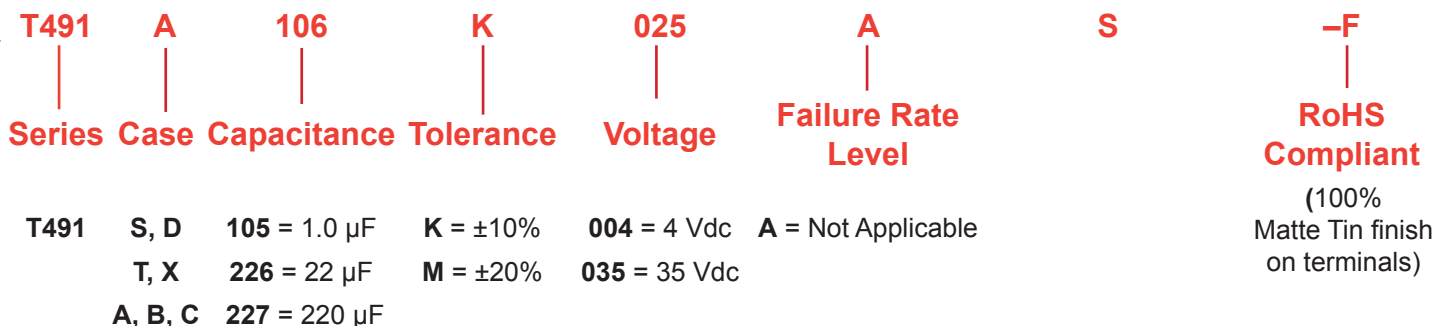 T491 A 106 K 025 A S –F
Series Case Capacitance Tolerance Voltage Failure Rate Level RoHS Compliant
(100% Matte Tin finish on terminals)
T491 S, D 105 = 1.0 µF K = ±10% 004 = 4 Vdc A = Not Applicable
T, X 226 = 22 µF M = ±20% 035 = 35 Vdc
A, B, C 227 = 220 µF